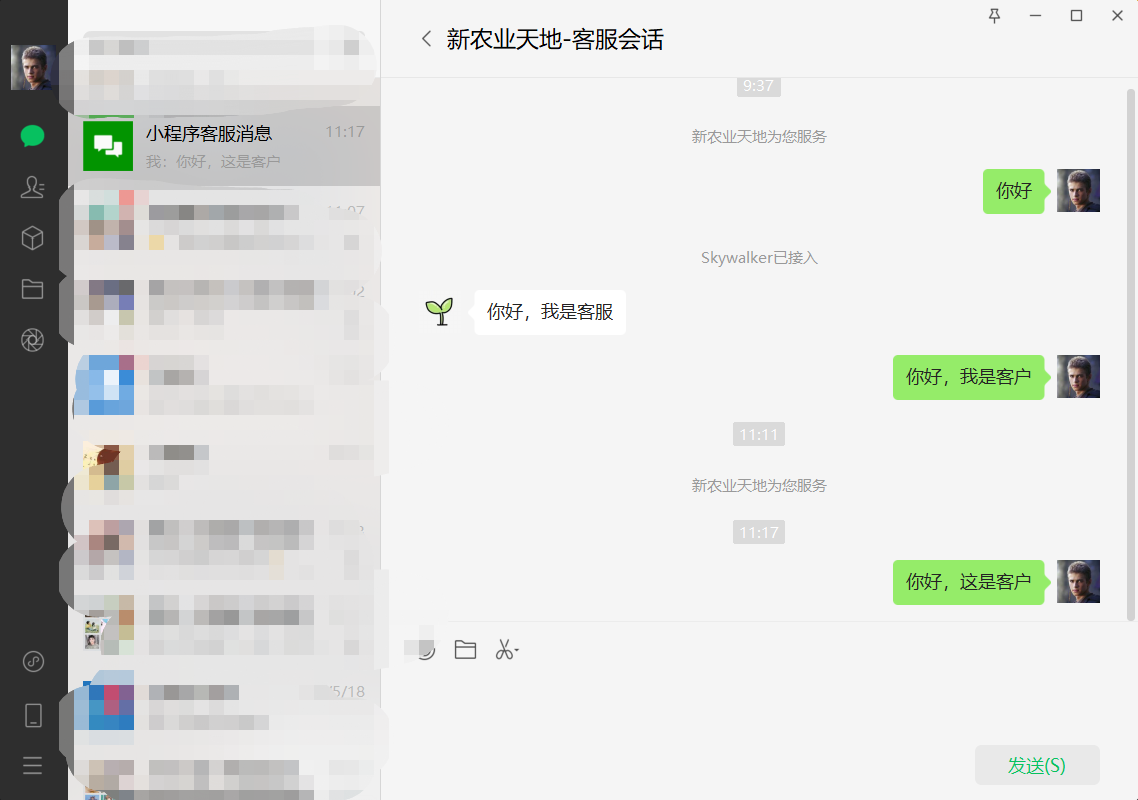 小程序客服消息
11:17
我：你好，这是客户
11:07
5/18
新农业天地-客服会话
9:37
新农业天地为您服务
你好
Skywalker已接入
你好，我是客服
你好，我是客户
11:11
新农业天地为您服务
11:17
你好，这是客户
发送(S)